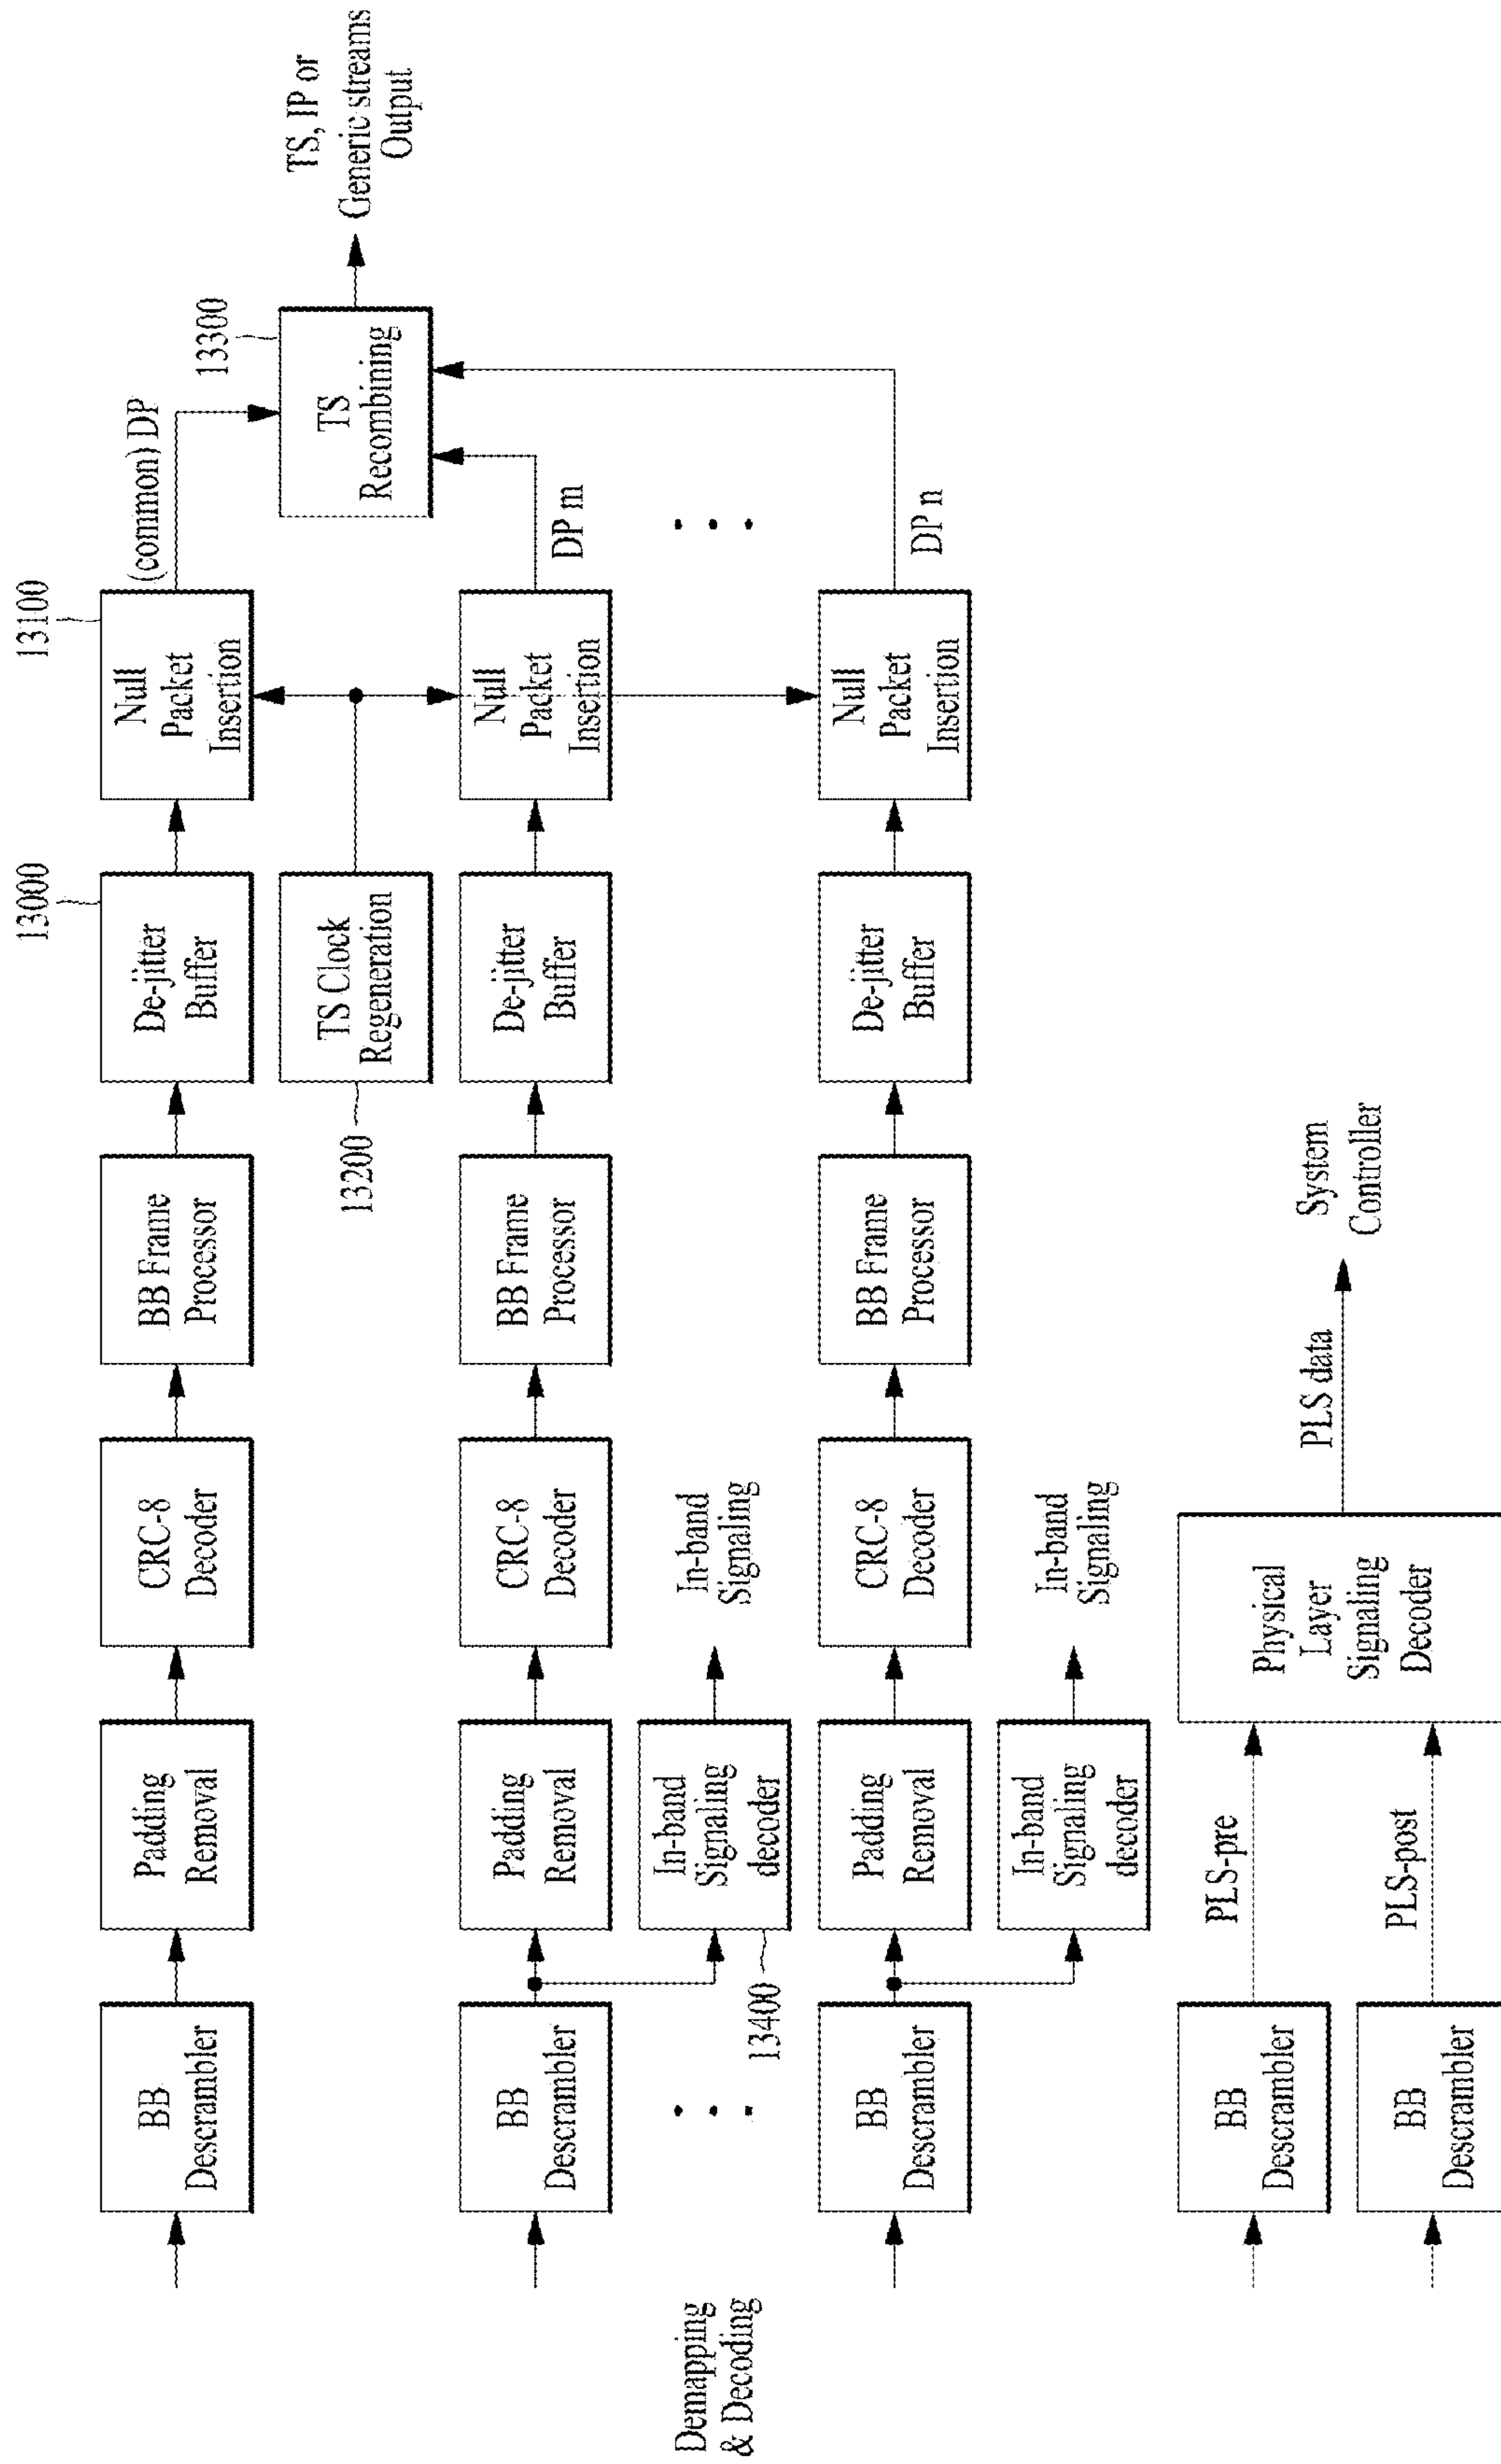 Demapping
& Decoding
BB
Descrambler
Padding
Removal
CRC-8
Decoder
BB Frame
Processor
13000
De-jitter
Buffer
13100
Null
Packet
Insertion
(common) DP
13200
TS Clock
Regeneration
13300
TS
Recombining
TS, IP or
Generic streams
Output
BB
Descrambler
Padding
Removal
CRC-8
Decoder
BB Frame
Processor
De-jitter
Buffer
Null
Packet
Insertion
DP m
13400
In-band
Signaling
decoder
In-band
Signaling
BB
Descrambler
Padding
Removal
CRC-8
Decoder
BB Frame
Processor
De-jitter
Buffer
Null
Packet
Insertion
DP n
In-band
Signaling
decoder
In-band
Signaling
BB
Descrambler
PLS-pre
BB
Descrambler
PLS-post
Physical
Layer
Signaling
Decoder
PLS data
System
Controller